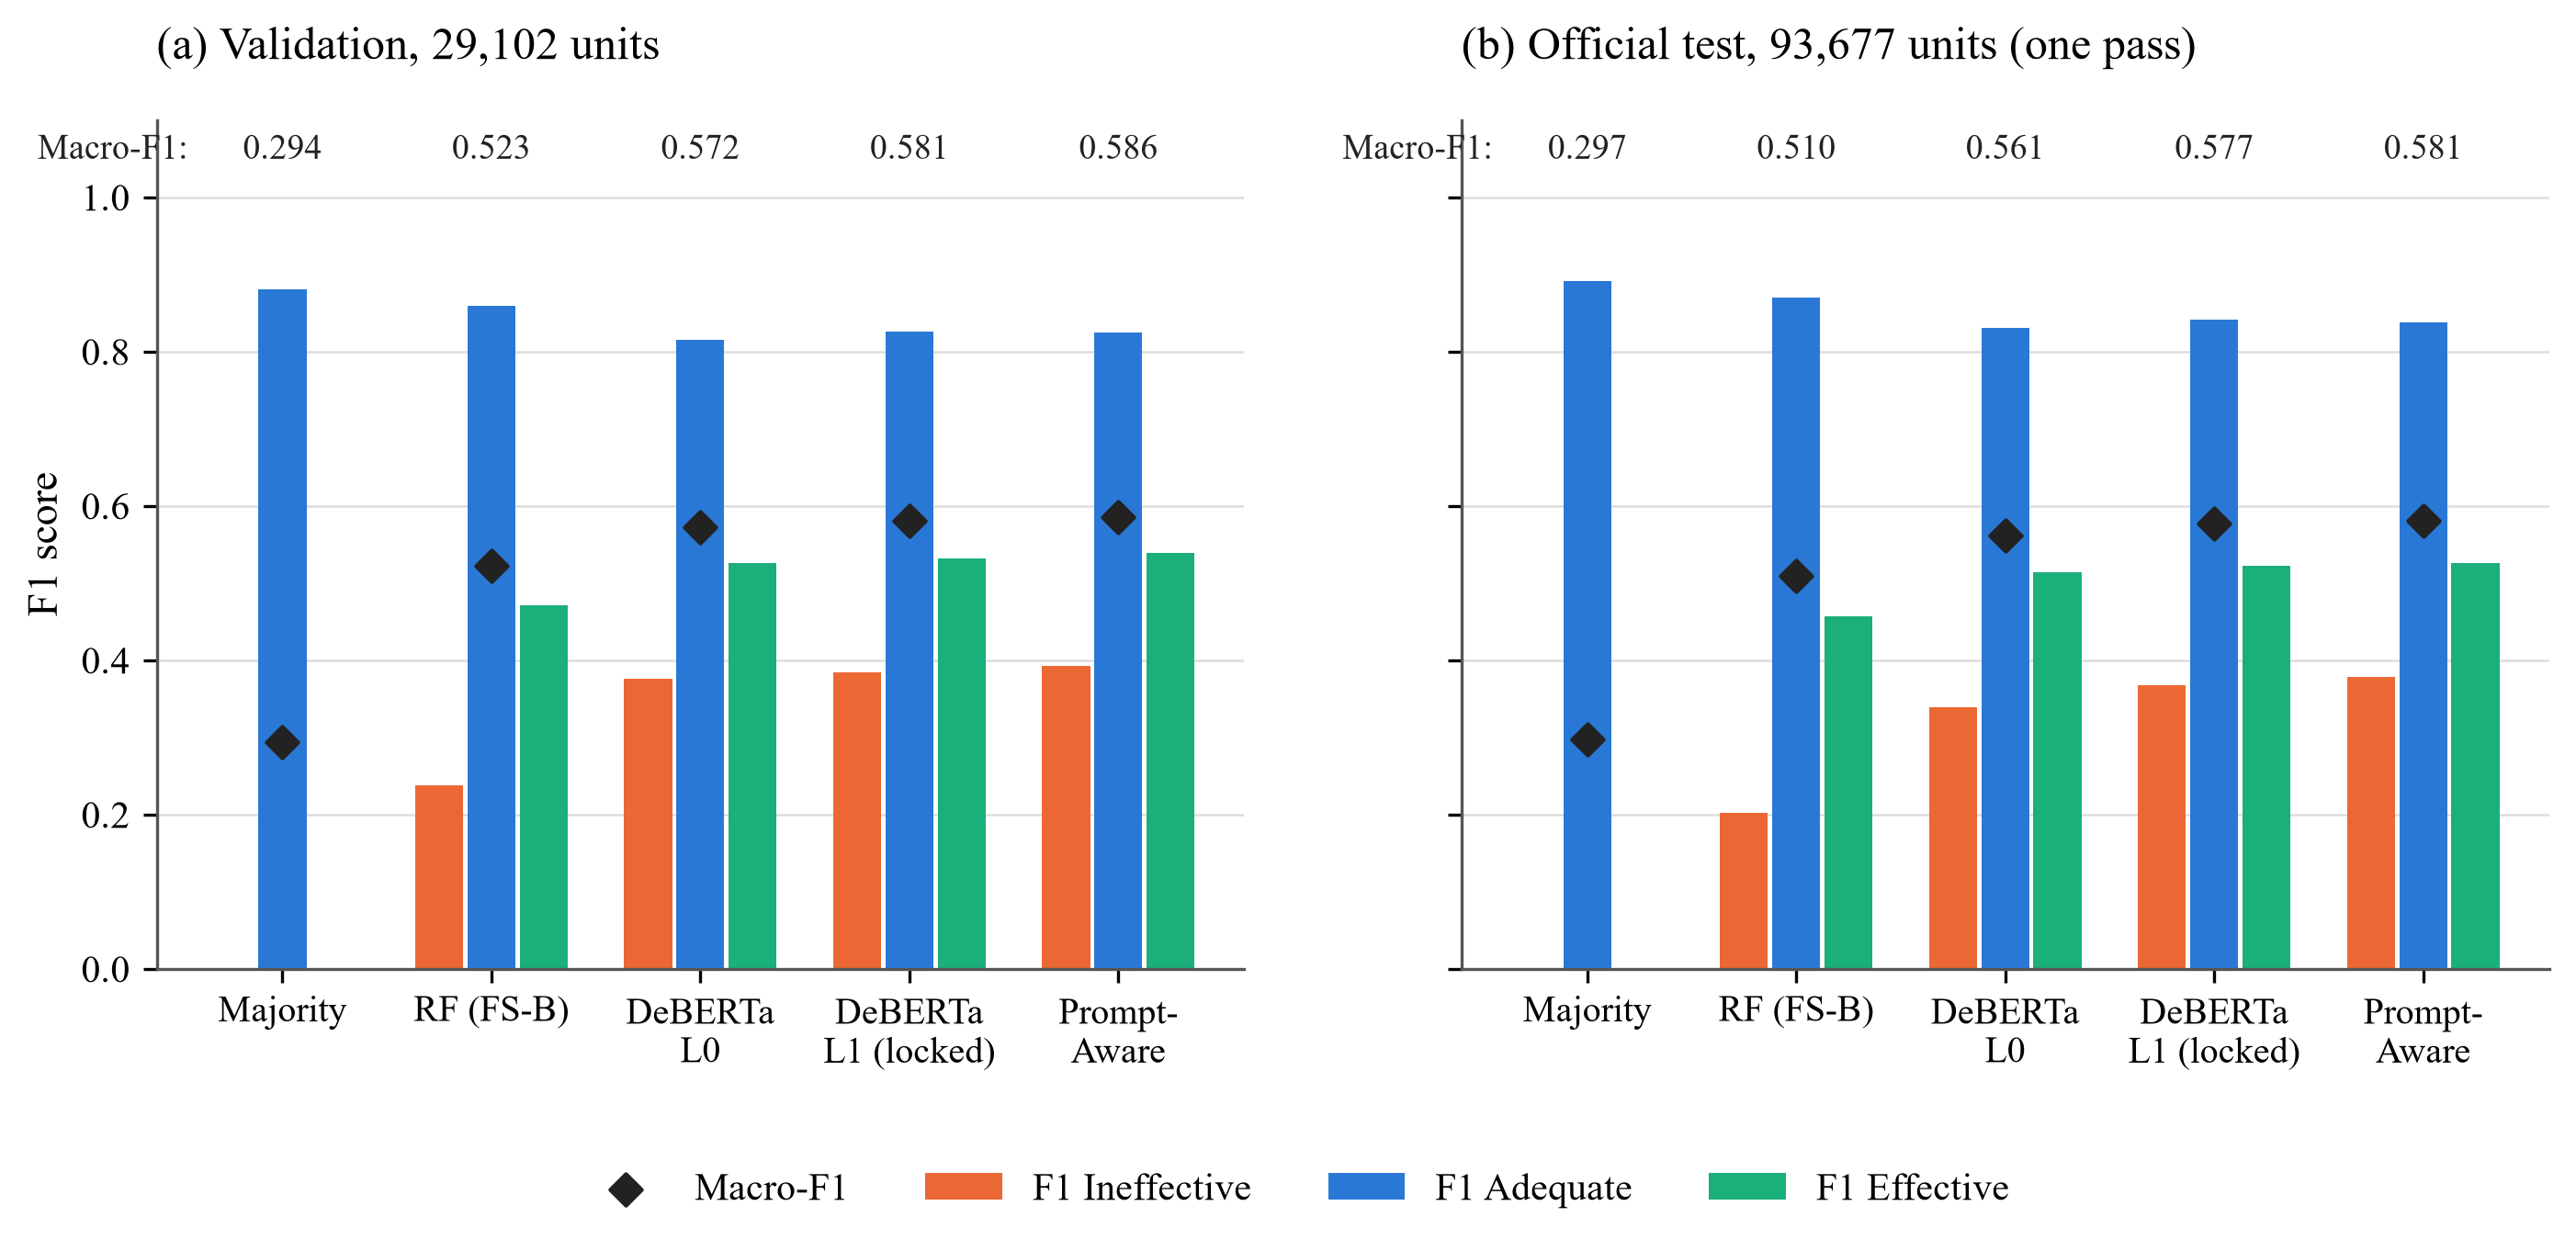 (a) Validation, 29,102 units
Macro-F1: 0.294 0.523 0.572 0.581 0.586
1.0
0.8
0.6
0.4
0.2
0.0
F1 score
Majority RF (FS-B) DeBERTa L0 DeBERTa L1 (locked) Prompt-Aware
(b) Official test, 93,677 units (one pass)
Macro-F1: 0.297 0.510 0.561 0.577 0.581
Majority RF (FS-B) DeBERTa L0 DeBERTa L1 (locked) Prompt-Aware
Macro-F1 F1 Ineffective F1 Adequate F1 Effective